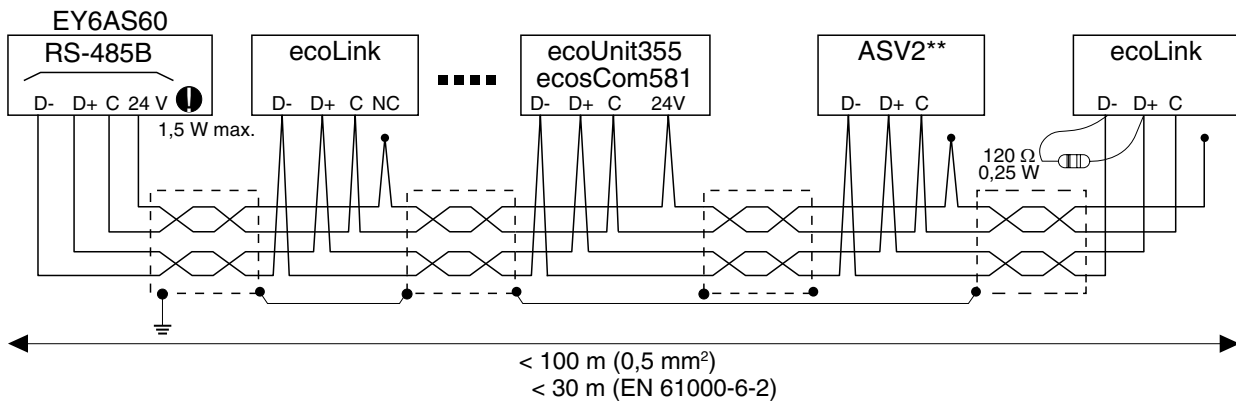 EY6AS60
RS-485B
D- D+ C 24 V
1,5 W max.
ecoLink
D- D+ C NC
ecoUnit355
ecosCom581
D- D+ C 24V
ASV2**
D- D+ C
ecoLink
D- D+ C
120 Ω
0,25 W
< 100 m (0,5 mm²)
< 30 m (EN 61000-6-2)